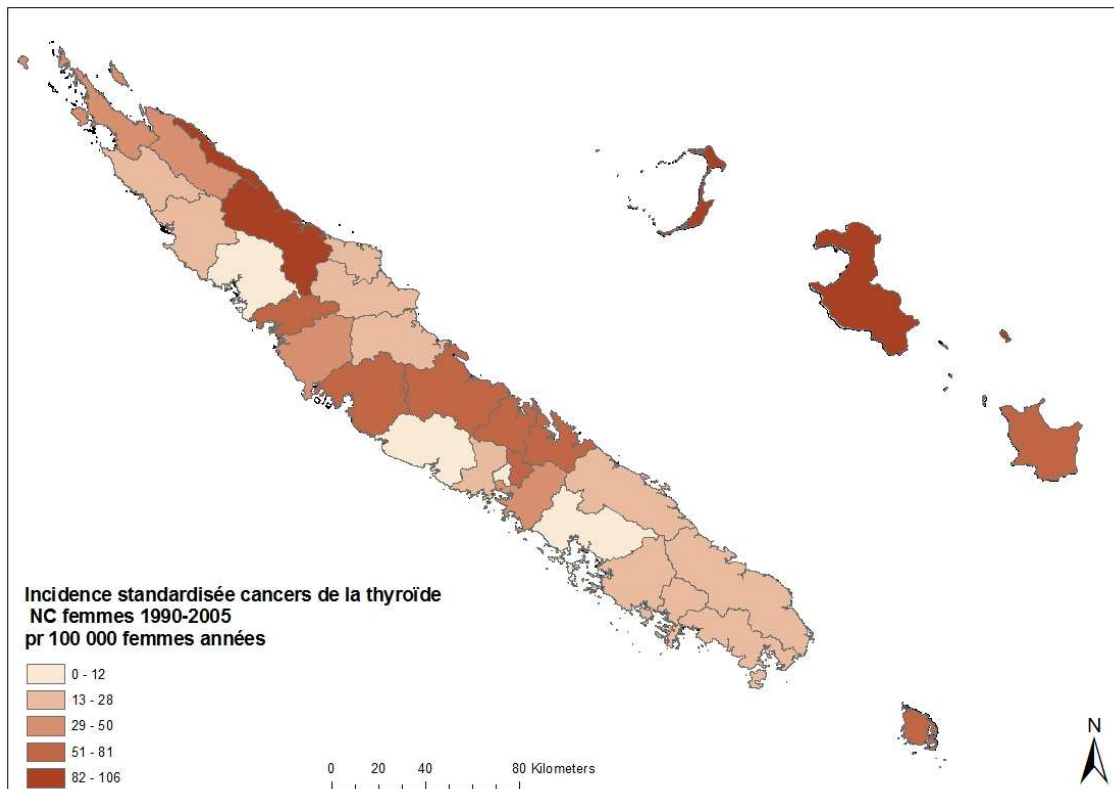 Incidence standardisée cancers de la thyroïde
NC femmes 1990-2005
pr 100 000 femmes années
0 - 12
13 - 28
29 - 50
51 - 81
82 - 106
0 20 40 80 Kilometers
N